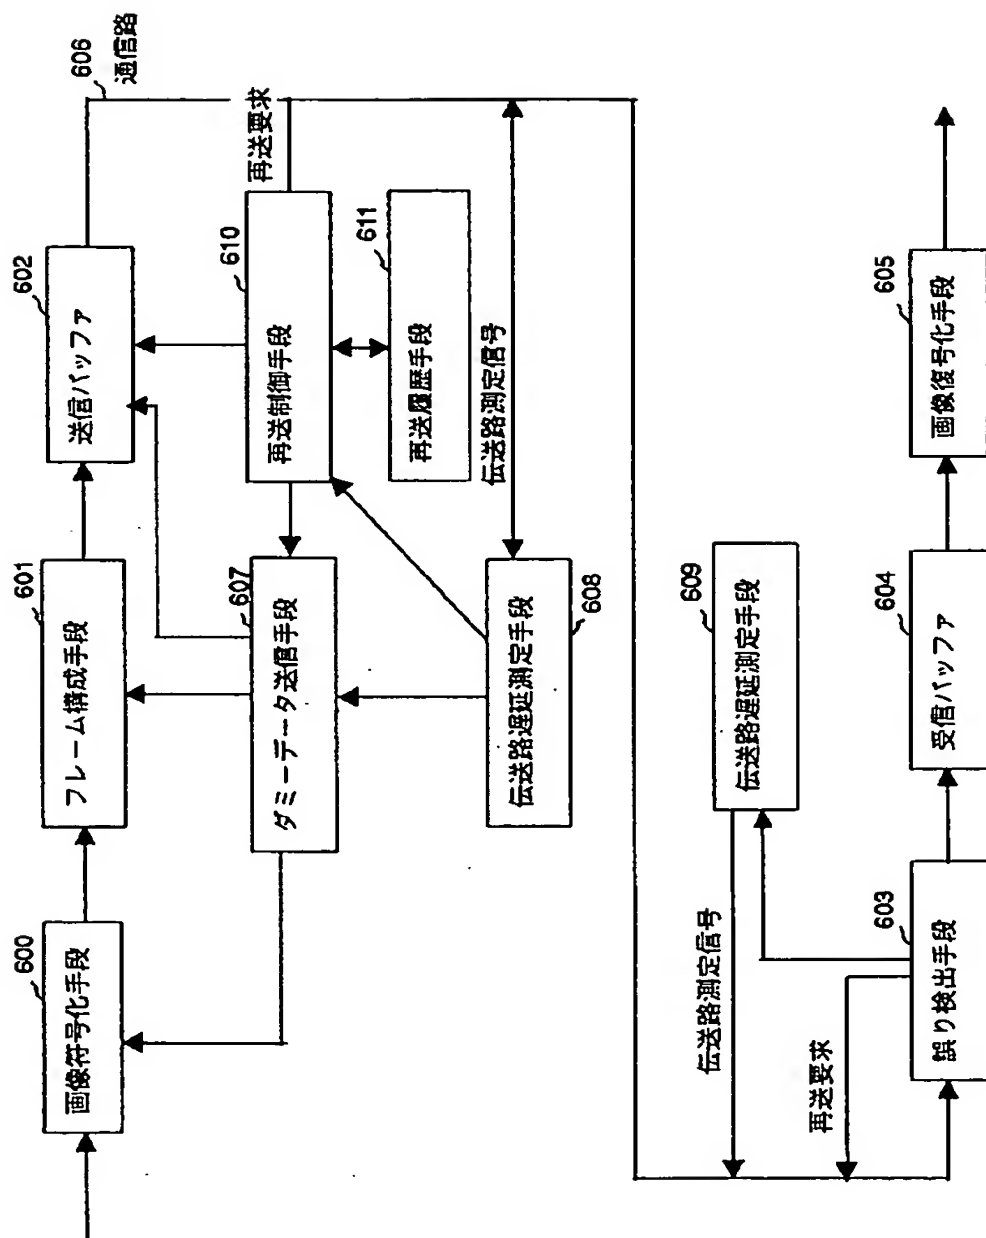 600
画像符号化手段
601
フレーム構成手段
602
送信バッファ
606
通信路
607
ダミーデータ送信手段
610
再送制御手段
再送要求
611
再送履歴手段
608
伝送路遅延測定手段
伝送路測定信号
609
伝送路遅延測定手段
伝送路測定信号
再送要求
603
誤り検出手段
604
受信バッファ
605
画像復号化手段